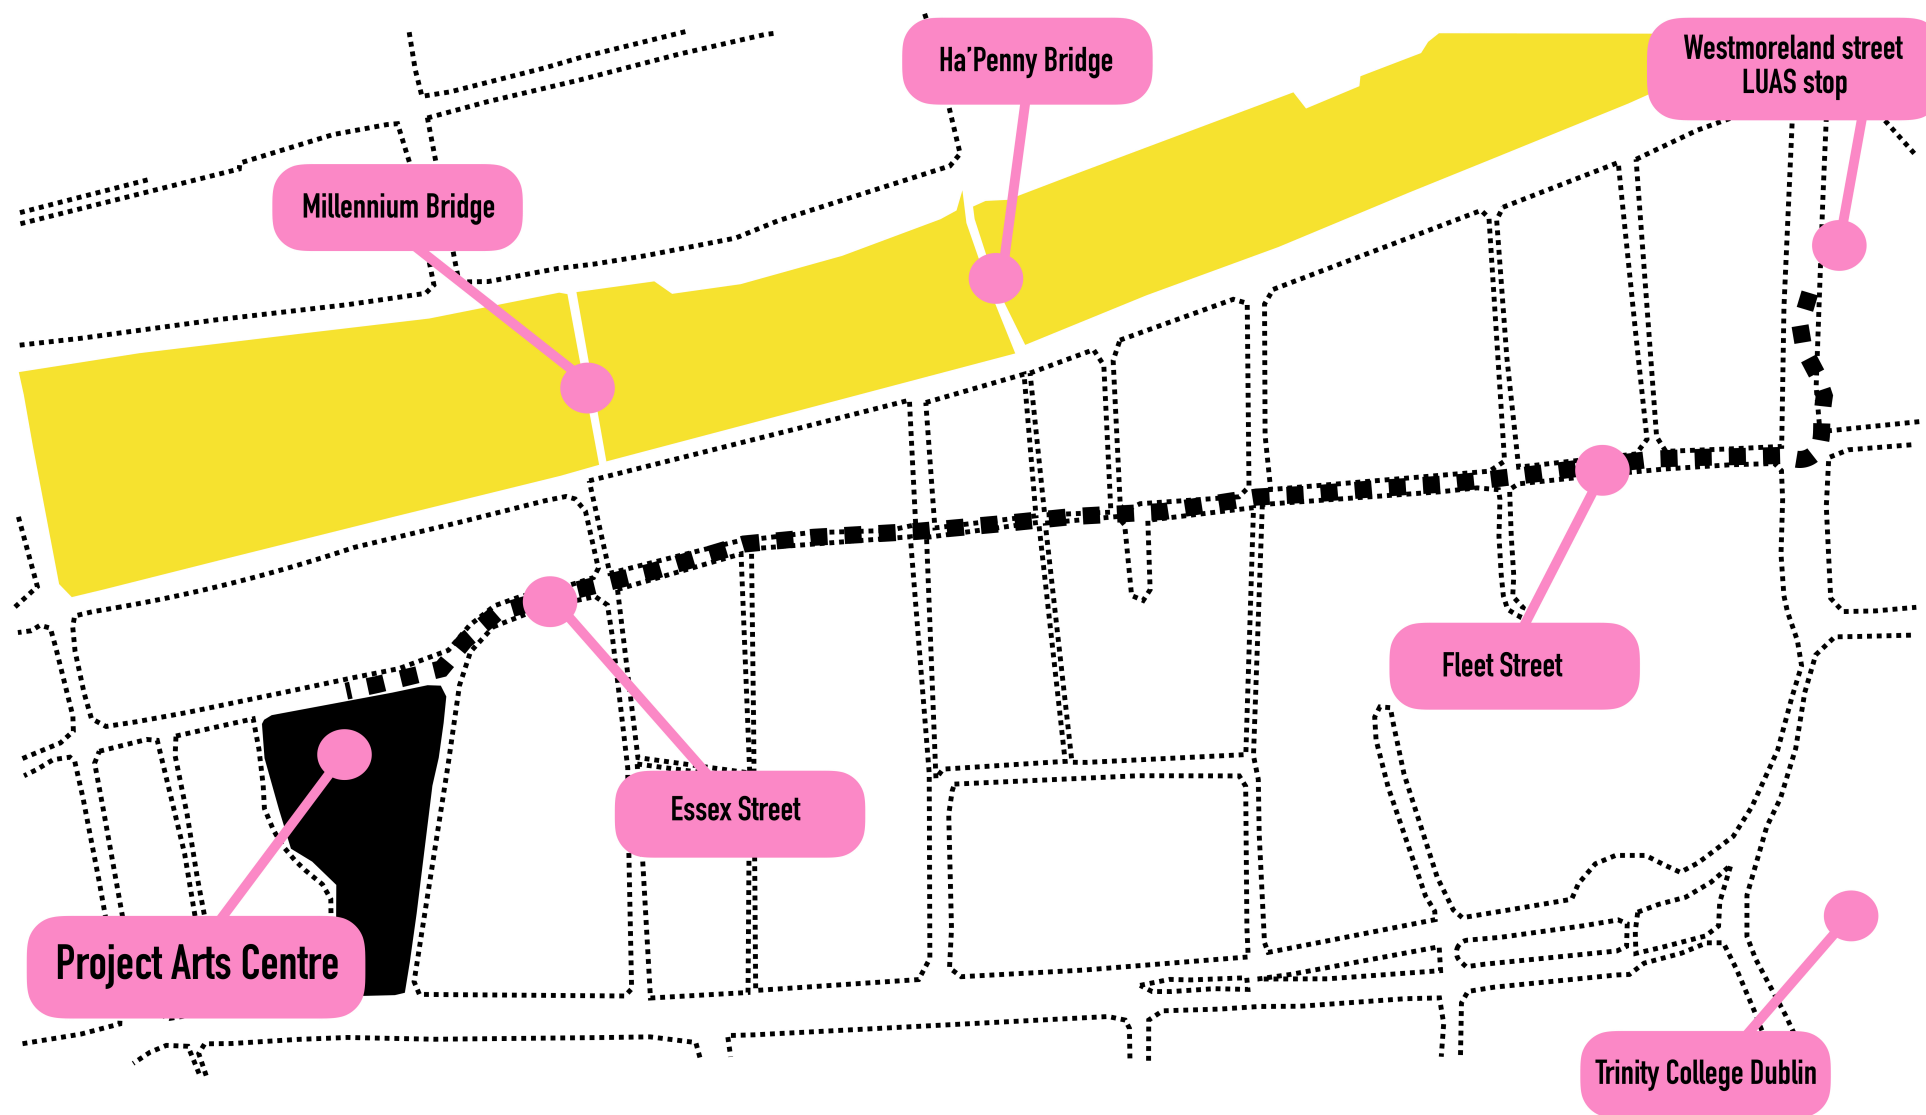 Ha'Penny Bridge
Westmoreland street
LUAS stop
Millennium Bridge
Fleet Street
Essex Street
Project Arts Centre
Trinity College Dublin